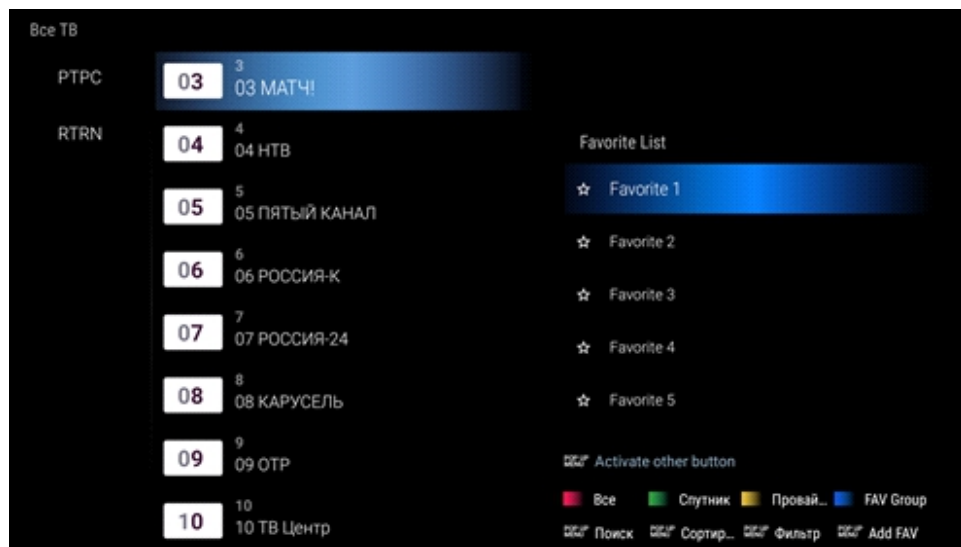 Все ТВ
РТРС
RTRN
03
3
03 МАТЧ!
04
4
04 НТВ
05
5
05 ПЯТЫЙ КАНАЛ
06
6
06 РОССИЯ-К
07
7
07 РОССИЯ-24
08
8
08 КАРУСЕЛЬ
09
9
09 ОТР
10
10
10 ТВ Центр
Favorite List
Favorite 1
Favorite 2
Favorite 3
Favorite 4
Favorite 5
Activate other button
Все Спутник Провай... FAV Group
Поиск Сортир... Фильтр Add FAV